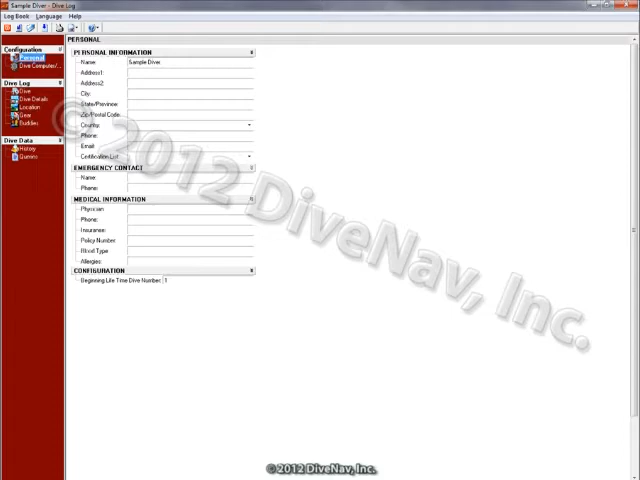 Sample Diver - Dive Log
Log Book Language Help
Configuration
Personal
Dive Computer/...
Dive Log
Dive
Dive Details
Location
Gear
Buddies
Dive Data
History
Queries
PERSONAL
PERSONAL INFORMATION
Name Sample Diver
Address1:
Address2:
City:
State/Province:
Zip/Postal Code:
Country:
Phone:
Email:
Certification List:
EMERGENCY CONTACT
Name:
Phone:
MEDICAL INFORMATION
Physician
Phone:
Insurance:
Policy Number:
Blood Type
Allergies:
CONFIGURATION
Beginning Life Time Dive Number: 1
© 2012 DiveNav, Inc.
© 2012 DiveNav, Inc.